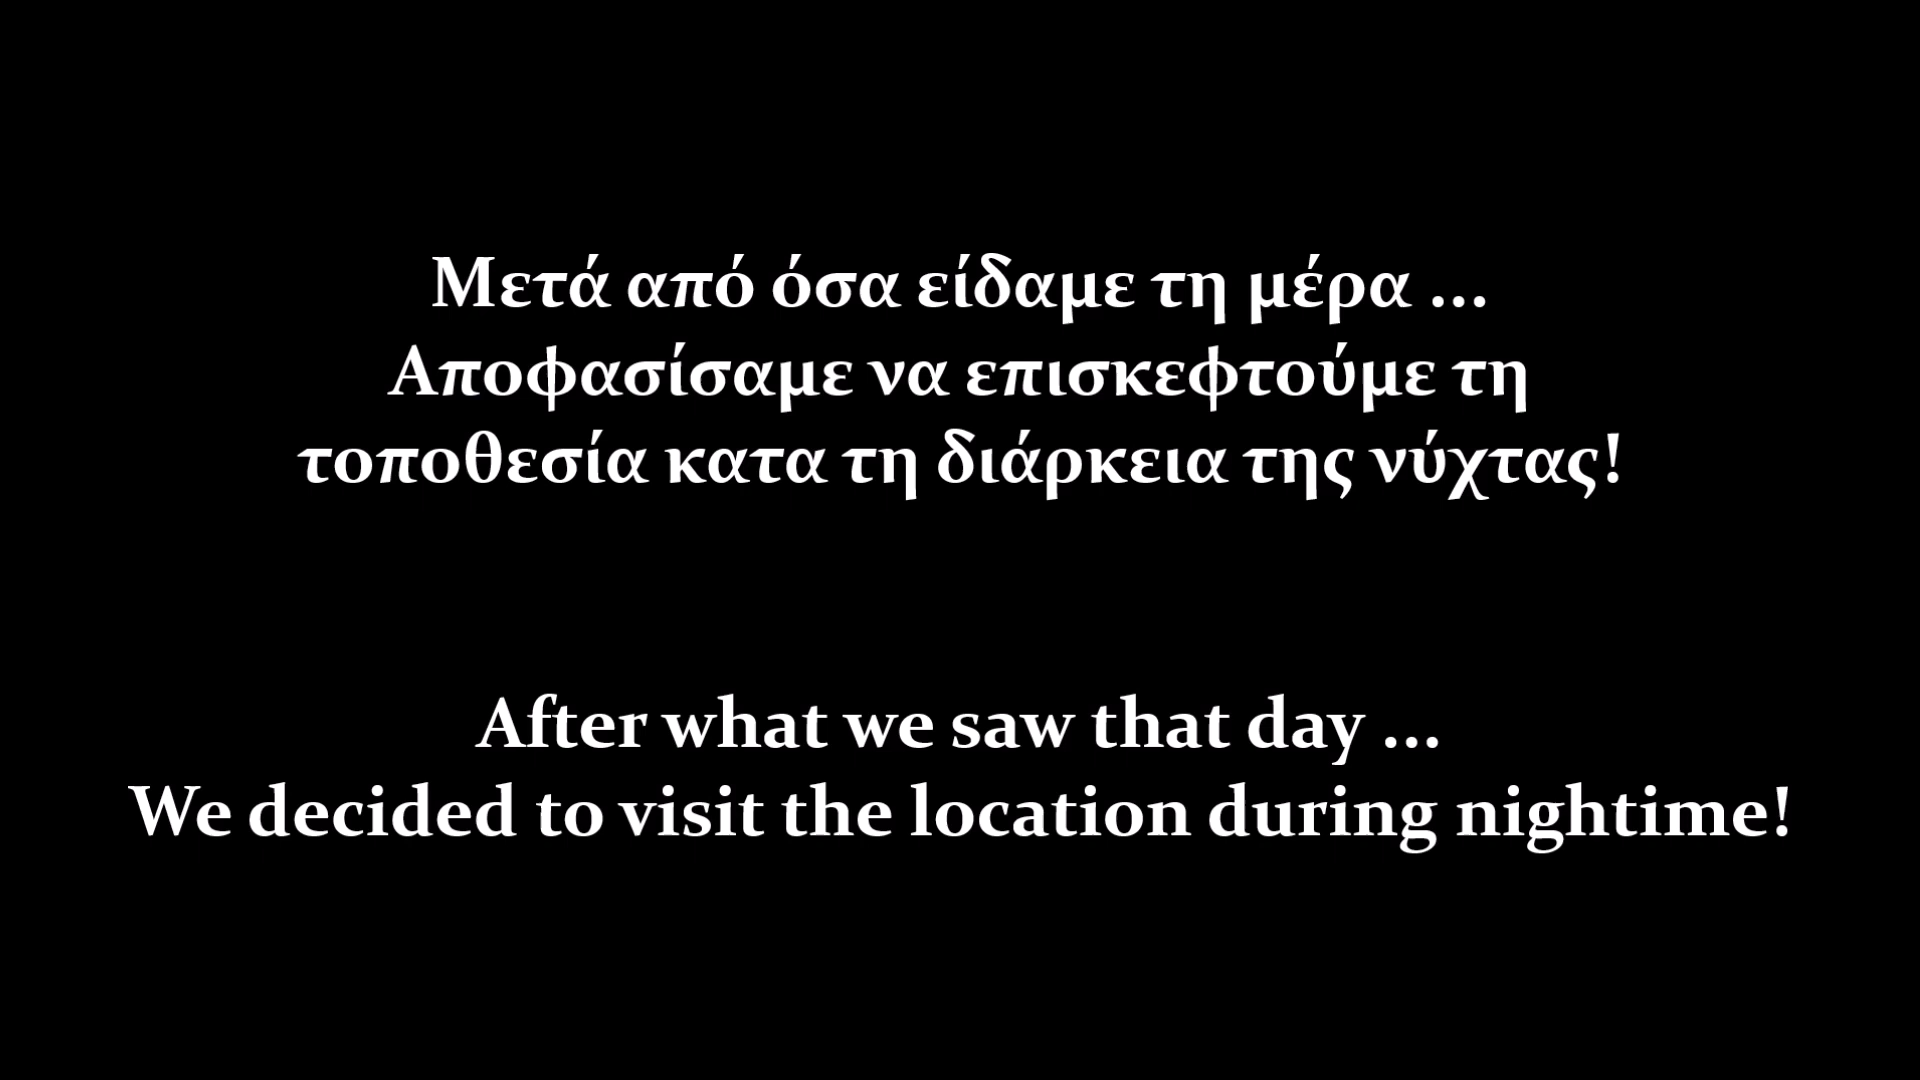 Μετά από όσα είδαμε τη μέρα ...
Αποφασίσαμε να επισκεφτούμε τη
τοποθεσία κατα τη διάρκεια της νύχτας!
After what we saw that day ...
We decided to visit the location during nightime!